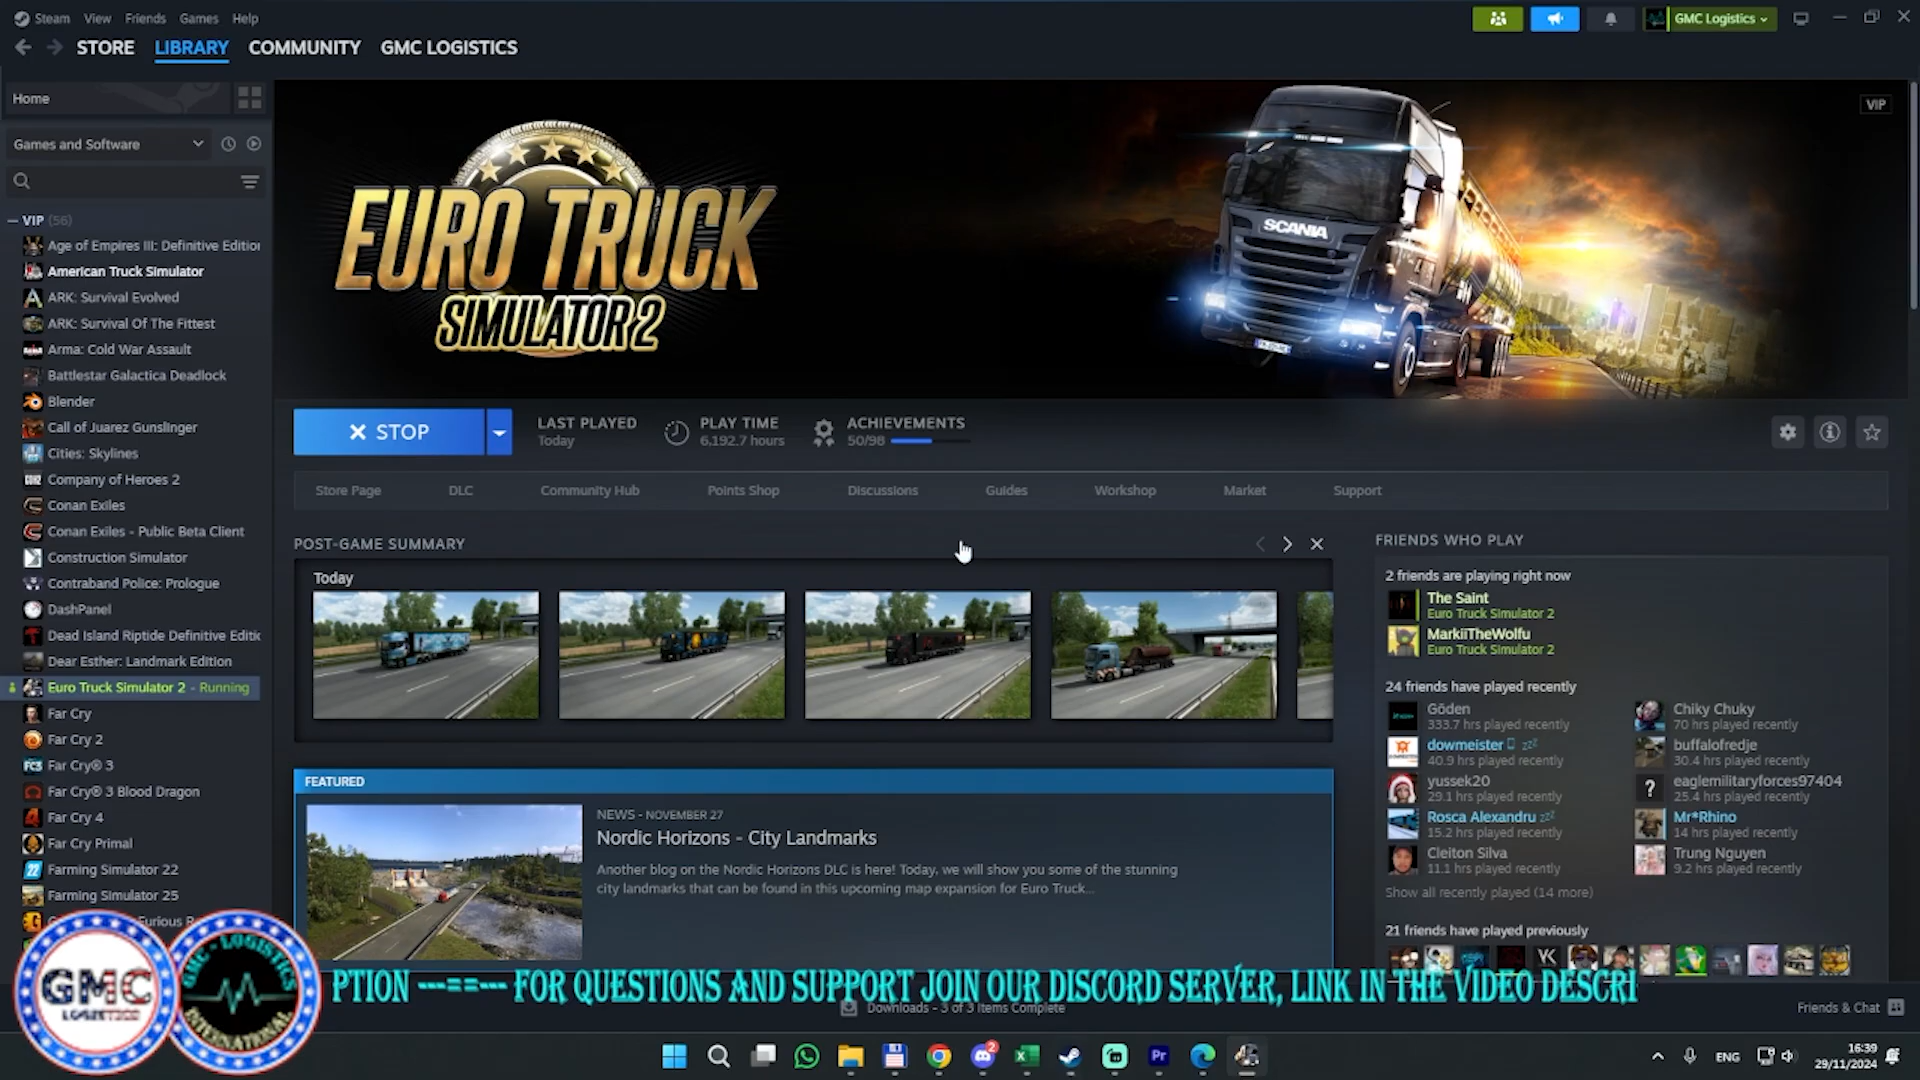 Steam View Friends Games Help
GMC Logistics
STORE LIBRARY COMMUNITY GMC LOGISTICS
Home
Games and Software
VIP (56)
Age of Empires III: Definitive Edition
American Truck Simulator
ARK: Survival Evolved
ARK: Survival Of The Fittest
Arma: Cold War Assault
Battlestar Galactica Deadlock
Blender
Call of Juarez Gunslinger
Cities: Skylines
Company of Heroes 2
Conan Exiles
Conan Exiles - Public Beta Client
Construction Simulator
Contraband Police: Prologue
DashPanel
Dead Island Riptide Definitive Editic
Dear Esther: Landmark Edition
Euro Truck Simulator 2 - Running
Far Cry
Far Cry 2
Far Cry® 3
Far Cry® 3 Blood Dragon
Far Cry 4
Far Cry Primal
Farming Simulator 22
Farming Simulator 25
VIP
EURO TRUCK
SIMULATOR 2
SCANIA
STOP
LAST PLAYED
Today
PLAY TIME
6,192.7 hours
ACHIEVEMENTS
50/98
Store Page DLC Community Hub Points Shop Discussions Guides Workshop Market Support
POST-GAME SUMMARY
Today
FEATURED
NEWS - NOVEMBER 27
Nordic Horizons - City Landmarks
Another blog on the Nordic Horizons DLC is here! Today, we will show you some of the stunning
city landmarks that can be found in this upcoming map expansion for Euro Truck...
FRIENDS WHO PLAY
2 friends are playing right now
The Saint
Euro Truck Simulator 2
MarkiiTheWolfu
Euro Truck Simulator 2
24 friends have played recently
Göden
333.7 hrs played recently
Chiky Chuky
70 hrs played recently
dowmeister zzz
40.9 hrs played recently
buffalofredje
30.4 hrs played recently
yussek20
29.1 hrs played recently
eaglemilitaryforces97404
25.4 hrs played recently
Rosca Alexandru zzz
15.2 hrs played recently
Mr*Rhino
14 hrs played recently
Cleiton Silva
11.1 hrs played recently
Trung Nguyen
9.2 hrs played recently
Show all recently played (14 more)
21 friends have played previously
GMC
LOGISTICS
GMC - LOGISTICS
INTERNATIONAL
PTION ---==--- FOR QUESTIONS AND SUPPORT JOIN OUR DISCORD SERVER, LINK IN THE VIDEO DESCRI
Downloads - 3 of 3 Items Complete
Friends & Chat
ENG
16:39
29/11/2024